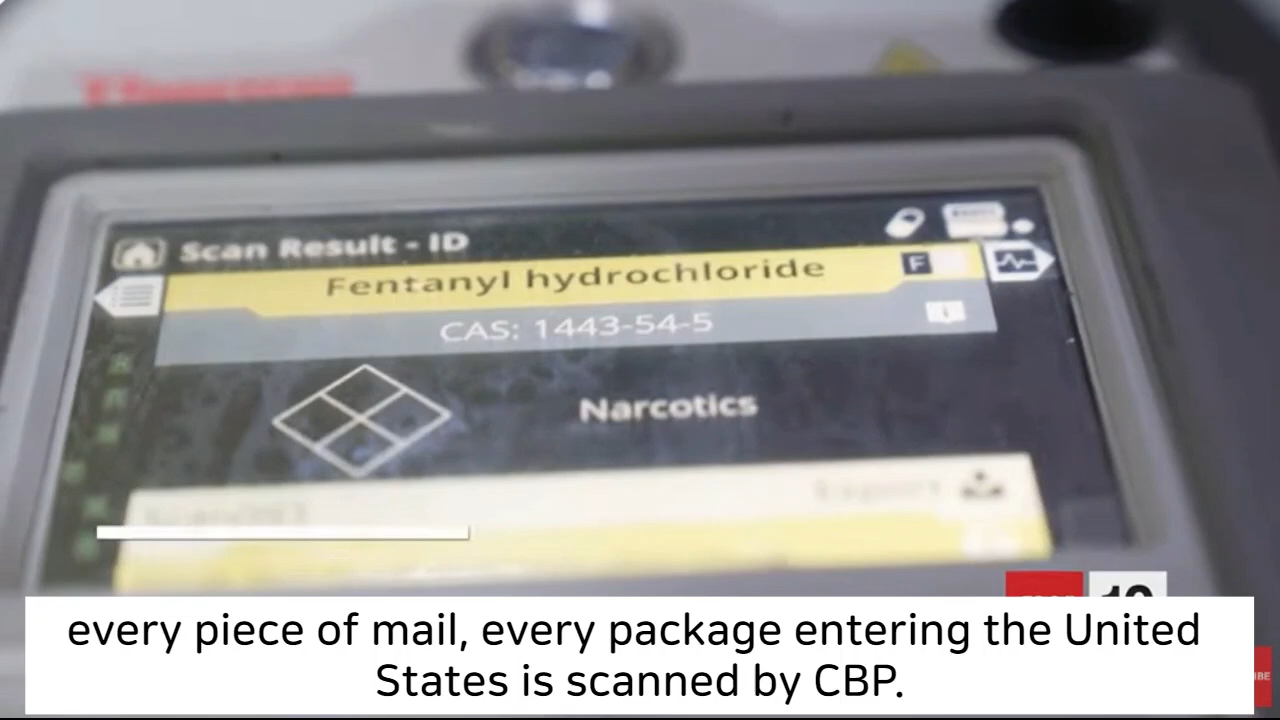 Scan Result - ID
Fentanyl hydrochloride
F
CAS: 1443-54-5
Narcotics
Export
every piece of mail, every package entering the United
States is scanned by CBP.